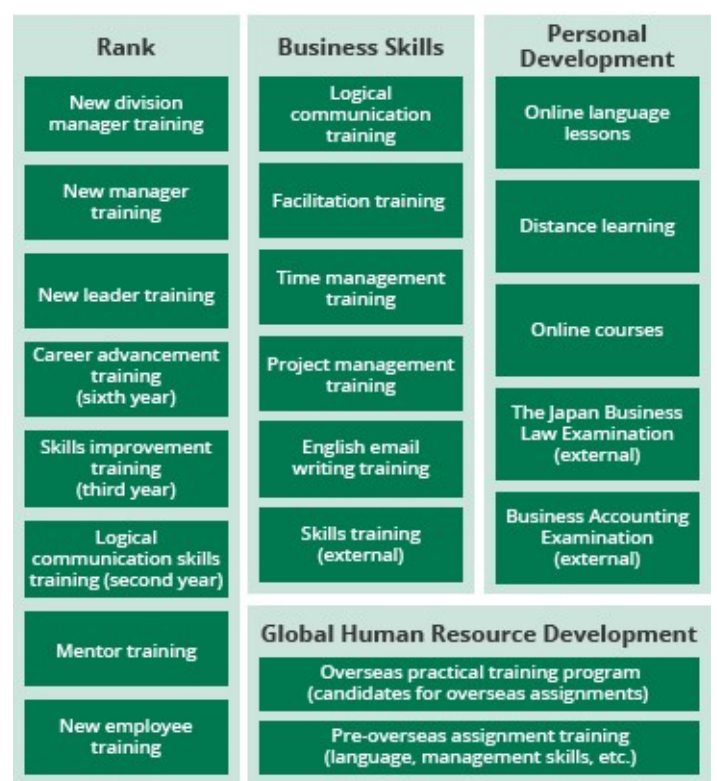 Rank
New division
manager training
New manager
training
New leader training
Career advancement
training
(sixth year)
Skills improvement
training
(third year)
Logical
communication skills
training (second year)
Mentor training
New employee
training
Business Skills
Logical
communication
training
Facilitation training
Time management
training
Project management
training
English email
writing training
Skills training
(external)
Personal
Development
Online language
lessons
Distance learning
Online courses
The Japan Business
Law Examination
(external)
Business Accounting
Examination
(external)
Global Human Resource Development
Overseas practical training program
(candidates for overseas assignments)
Pre-overseas assignment training
(language, management skills, etc.)